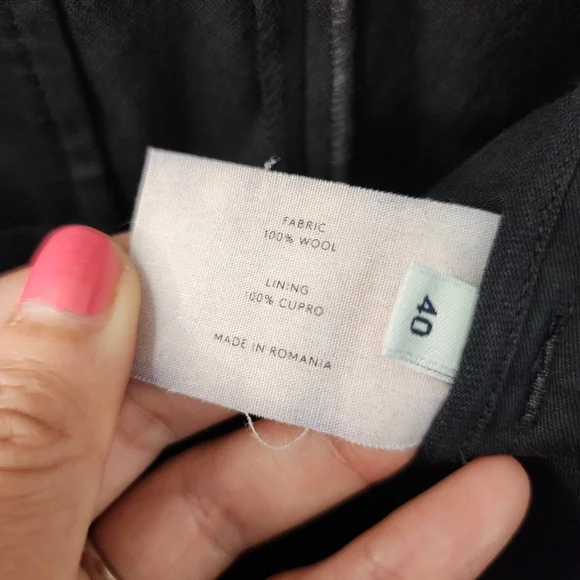 FABRIC
100% WOOL
LINING
100% CUPRO
MADE IN ROMANIA
40